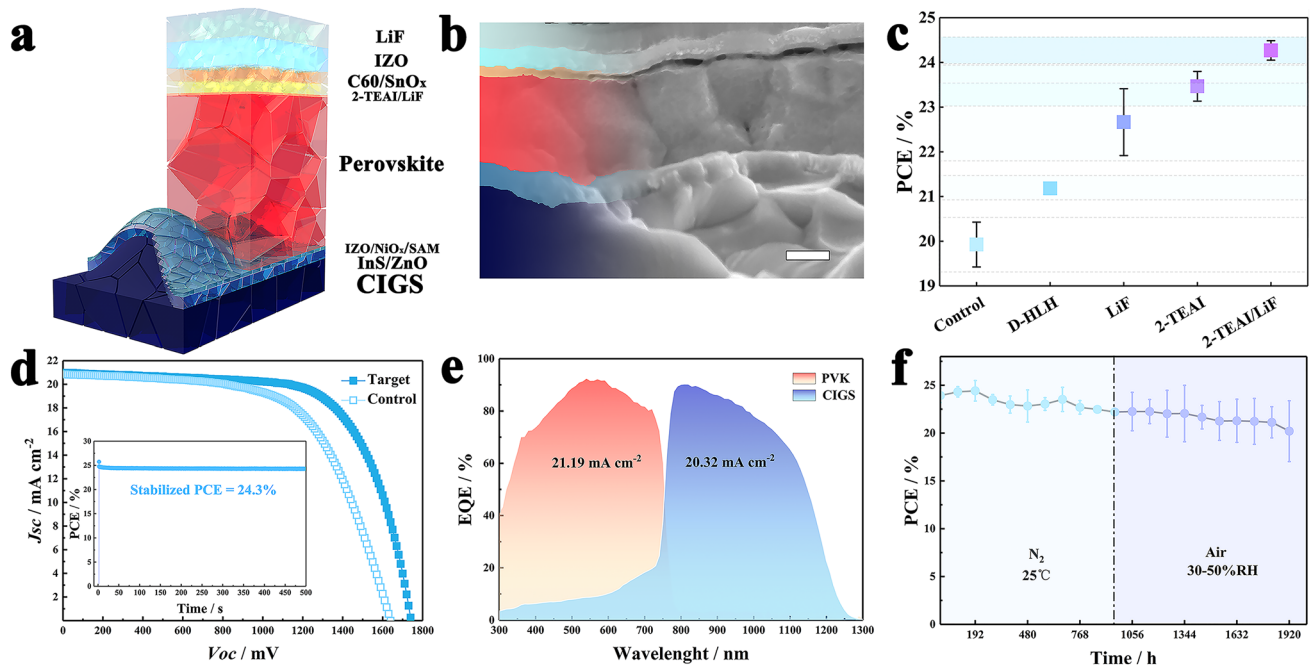 a
LiF
IZO
C60/SnOx
2-TEAI/LiF
Perovskite
IZO/NiOx/SAM
InS/ZnO
CIGS
b
c
PCE / %
25
24
23
22
21
20
19
Control
D-HLH
LiF
2-TEAI
2-TEAI/LiF
d
Jsc / mA cm⁻²
22
21
20
18
16
14
12
10
8
6
4
2
Target
Control
PCE / %
30
25
20
15
10
5
0
Stabilized PCE = 24.3%
0 50 100 150 200 250 300 350 400 450 500
Time / s
300 600 800 1000 1200 1400 1600 1800
Voc / mV
e
EQE / %
100
80
60
40
20
0
PVK
CIGS
21.19 mA cm⁻²
20.32 mA cm⁻²
300 400 500 600 700 800 900 1000 1100 1200 1300
Wavelenght / nm
f
PCE / %
25
20
15
10
5
0
N₂
25℃
Air
30-50%RH
192 480 768 1056 1344 1632 1920
Time / h